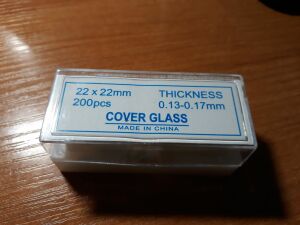 22 x 22mm THICKNESS
200pcs 0.13-0.17mm
COVER GLASS
MADE IN CHINA